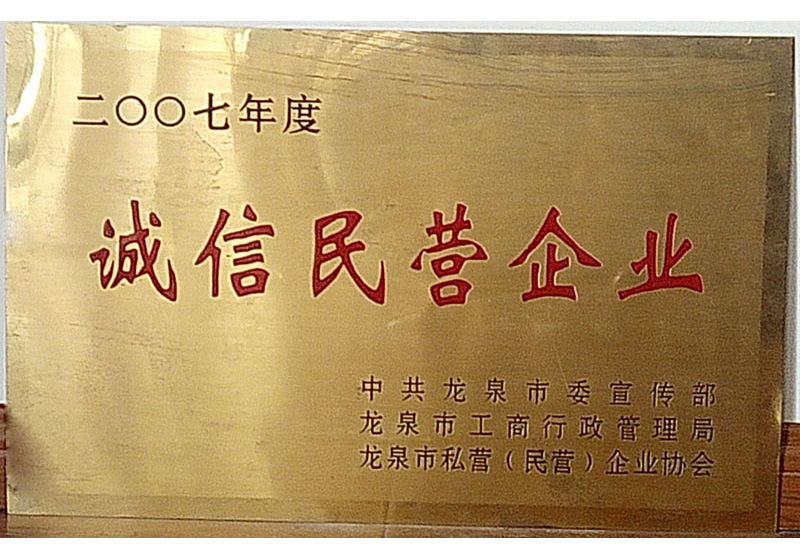 二〇〇七年度
诚信民营企业
中共龙泉市委宣传部
龙泉市工商行政管理局
龙泉市私营（民营）企业协会